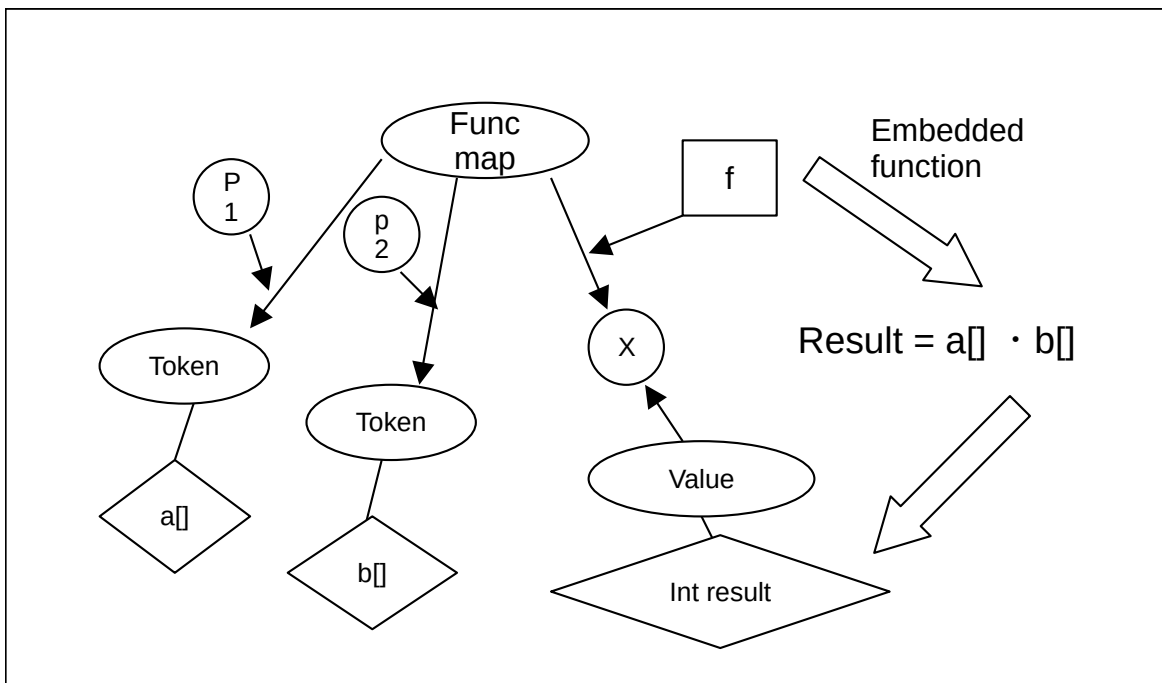 Func
map
Embedded
function
f
P
1
p
2
X
Result = a[] ・b[]
Token
Token
Value
a[]
b[]
Int result